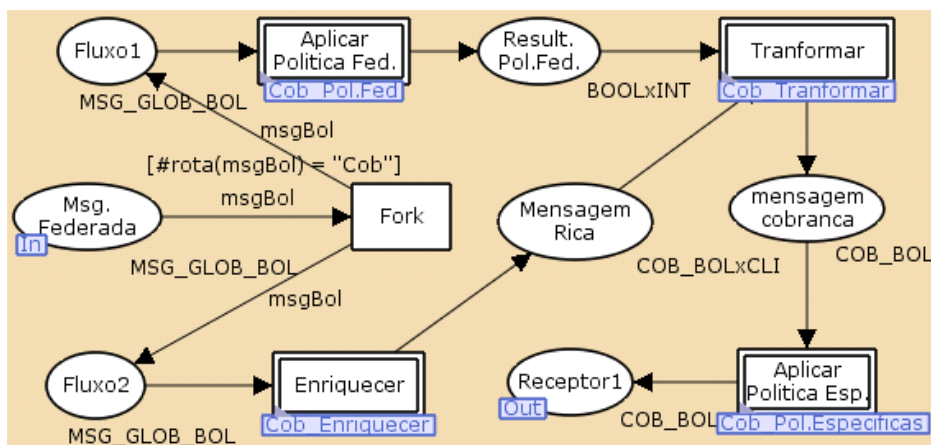 Fluxo1
Aplicar
Politica Fed.
Cob_Pol.Fed
Result.
Pol.Fed.
Tranformar
Cob_Tranformar
MSG_GLOB_BOL
BOOLxINT
msgBol
[#rota(msgBol) = "Cob"]
Msg.
Federada
In
msgBol
Fork
Mensagem
Rica
mensagem
cobranca
MSG_GLOB_BOL
COB_BOLxCLI
COB_BOL
msgBol
Fluxo2
Enriquecer
Cob_Enriquecer
Receptor1
Out
Aplicar
Politica Esp.
Cob_Pol.Especificas
MSG_GLOB_BOL
COB_BOL